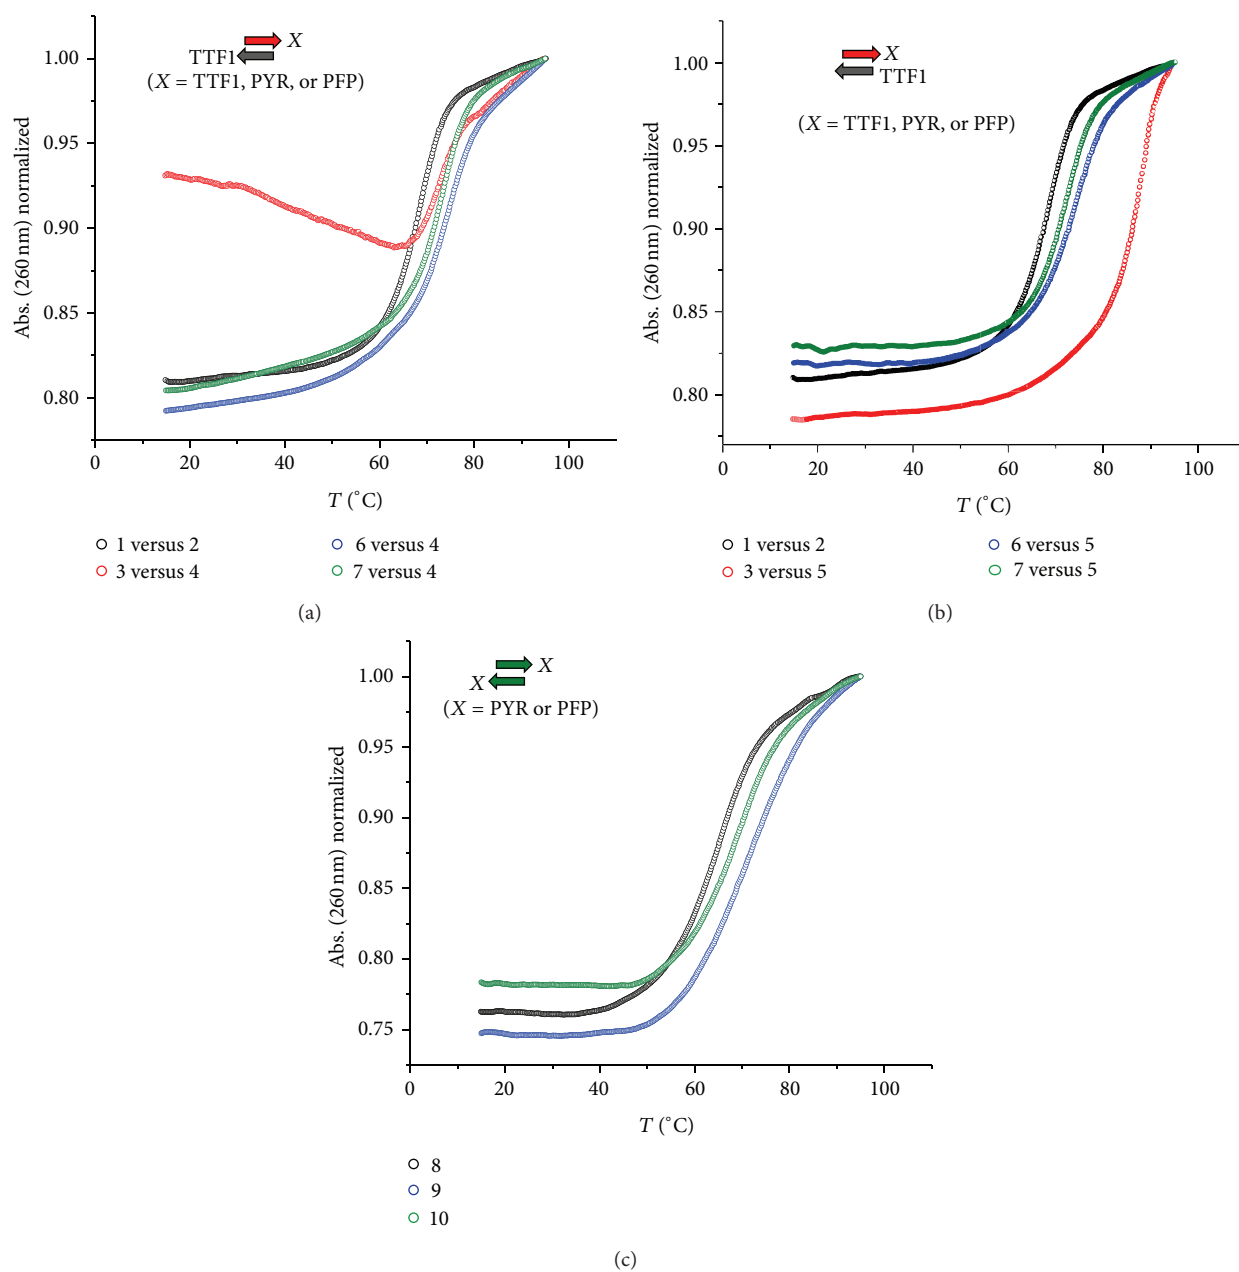 TTF1
X
(X = TTF1, PYR, or PFP)
Abs. (260 nm) normalized
1.00
0.95
0.90
0.85
0.80
0 20 40 60 80 100
T (˚C)
1 versus 2
3 versus 4
6 versus 4
7 versus 4
(a)
X
TTF1
(X = TTF1, PYR, or PFP)
Abs. (260 nm) normalized
1.00
0.95
0.90
0.85
0.80
0 20 40 60 80 100
T (˚C)
1 versus 2
3 versus 5
6 versus 5
7 versus 5
(b)
X
X
(X = PYR or PFP)
Abs. (260 nm) normalized
1.00
0.95
0.90
0.85
0.80
0.75
0 20 40 60 80 100
T (˚C)
8
9
10
(c)